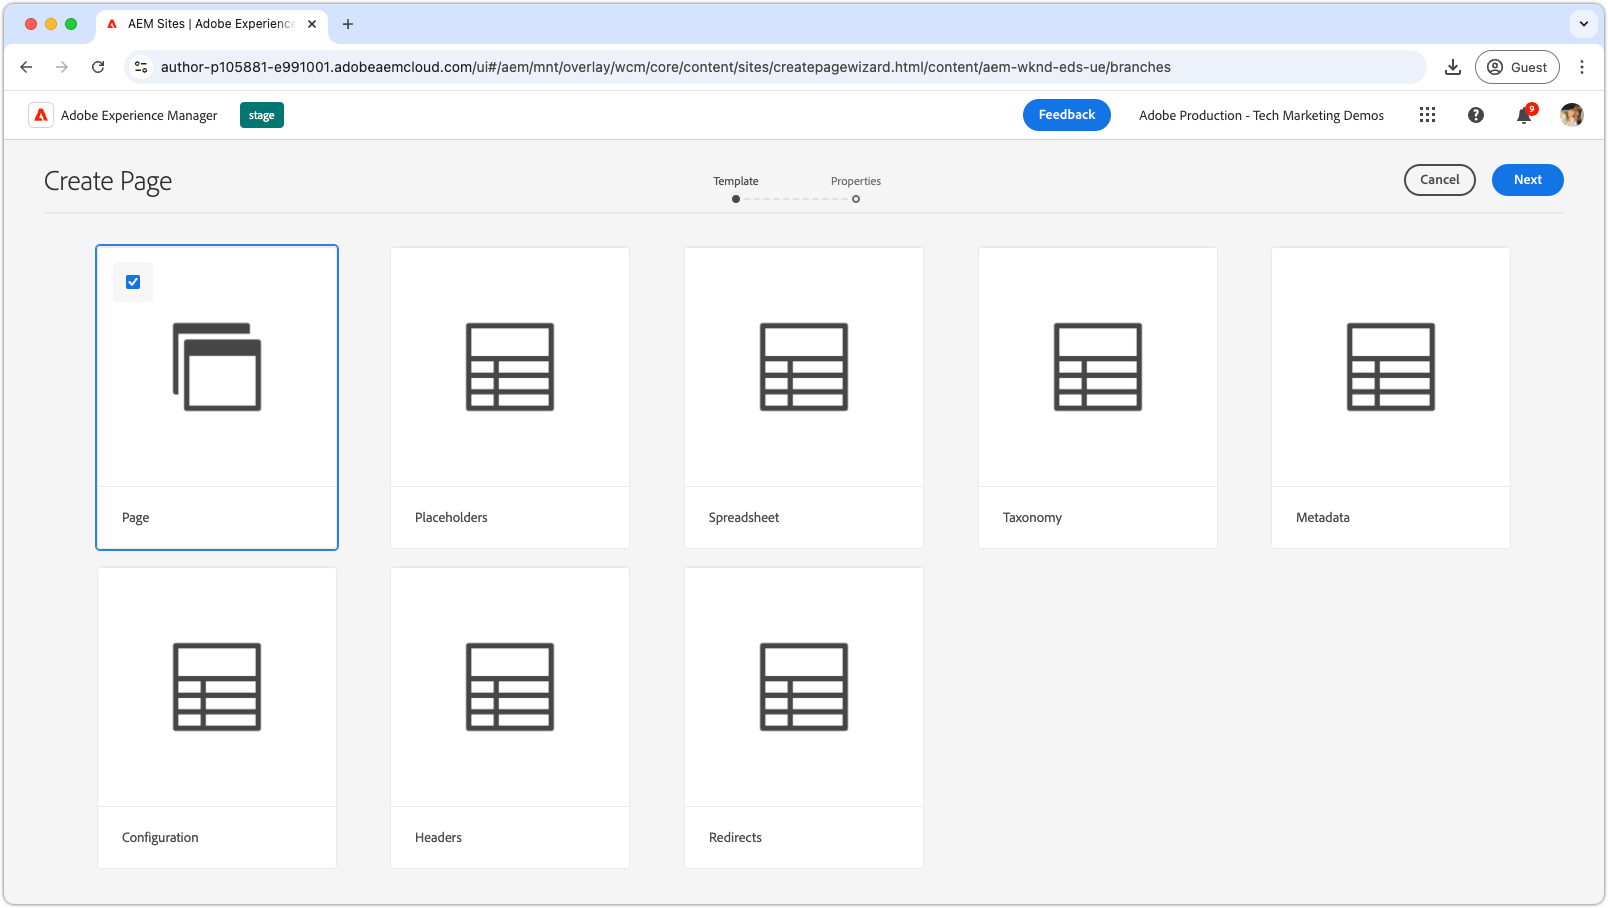 AEM Sites | Adobe Experience
author-p105881-e991001.adobeaemcloud.com/ui#/aem/mnt/overlay/wcm/core/content/sites/createpagewizard.html/content/aem-wknd-eds-ue/branches
Guest
Adobe Experience Manager
stage
Feedback
Adobe Production - Tech Marketing Demos
9
Create Page
Template
Properties
Cancel
Next
Page
Placeholders
Spreadsheet
Taxonomy
Metadata
Configuration
Headers
Redirects